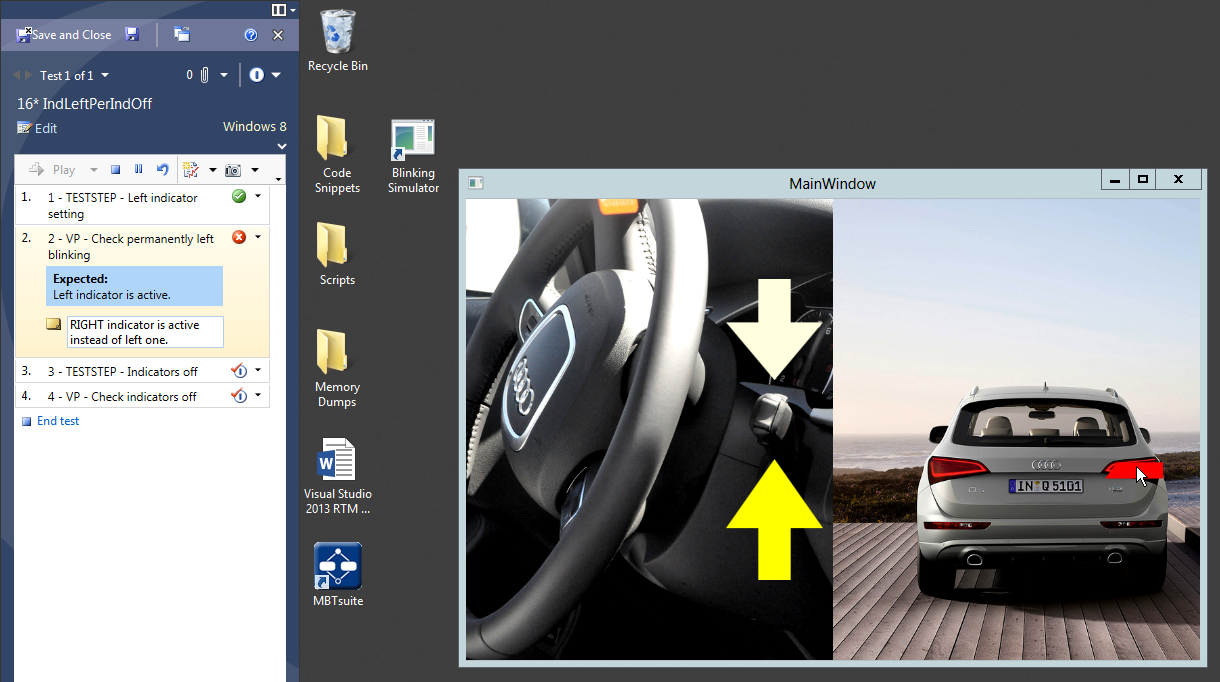 Save and Close
Test 1 of 1
0
16* IndLeftPerIndOff
Edit
Windows 8
Play
1. 1 - TESTSTEP - Left indicator
setting
2. 2 - VP - Check permanently left
blinking
Expected:
Left indicator is active.
RIGHT indicator is active
instead of left one.
3. 3 - TESTSTEP - Indicators off
4. 4 - VP - Check indicators off
End test
Recycle Bin
Code
Snippets
Blinking
Simulator
Scripts
Memory
Dumps
Visual Studio
2013 RTM ...
MBTsuite
MainWindow
IN Q 5101